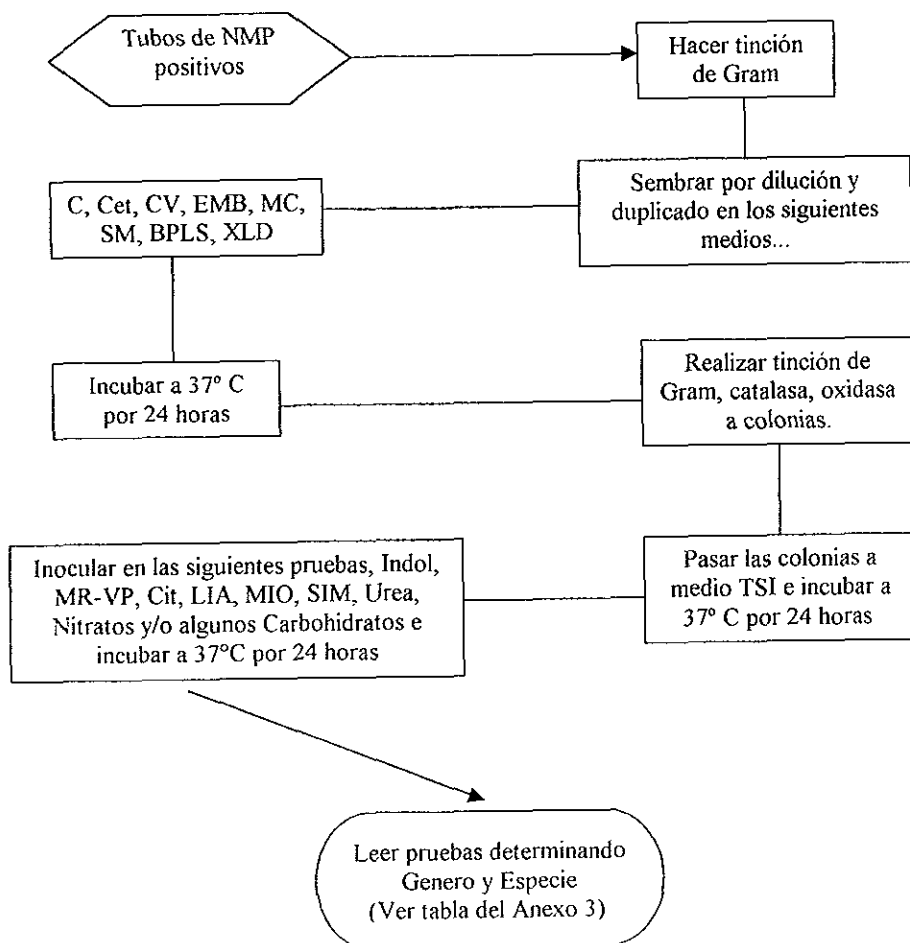 Tubos de NMP
positivos
Hacer tinción
de Gram
Sembrar por dilución y
duplicado en los siguientes
medios...
C, Cet, CV, EMB, MC,
SM, BPLS, XLD
Incubar a 37º C
por 24 horas
Realizar tinción de
Gram, catalasa, oxidasa
a colonias.
Pasar las colonias a
medio TSI e incubar a
37º C por 24 horas
Inocular en las siguientes pruebas, Indol,
MR-VP, Cit, LIA, MIO, SIM, Urea,
Nitratos y/o algunos Carbohidratos e
incubar a 37°C por 24 horas
Leer pruebas determinando
Genero y Especie
(Ver tabla del Anexo 3)